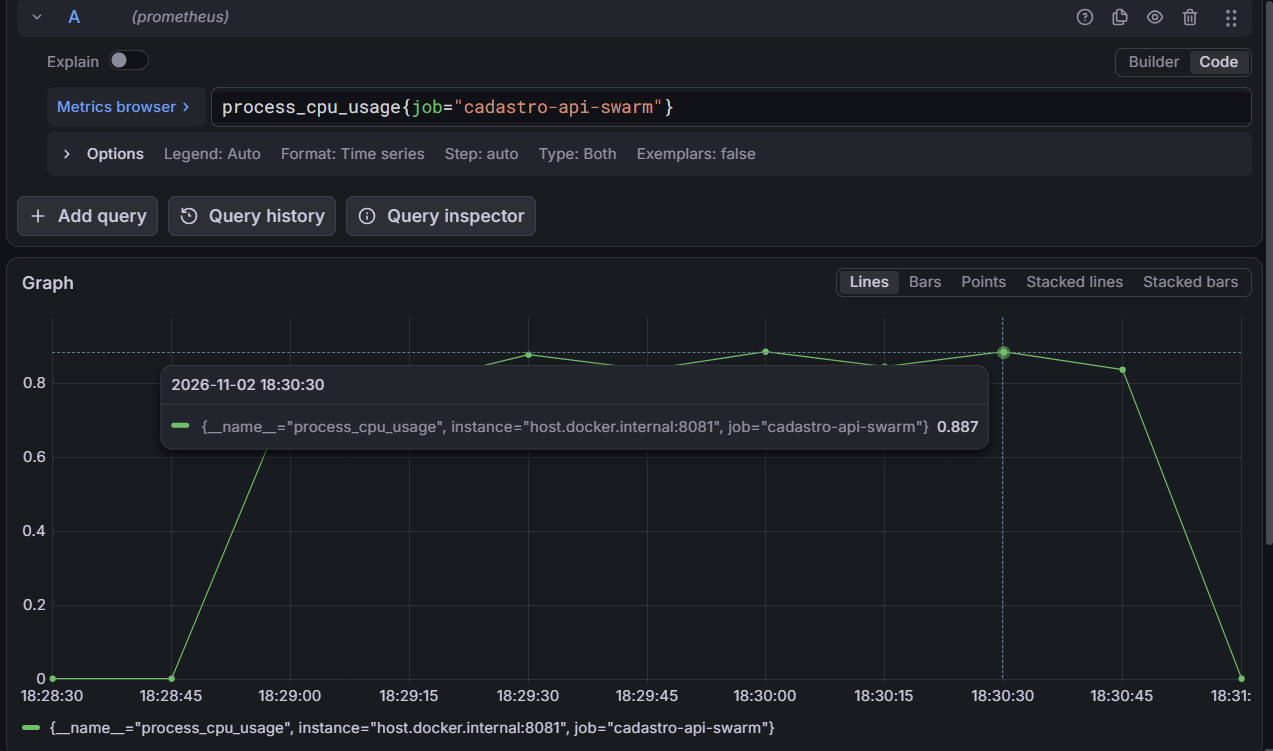 A (prometheus)
Explain Builder Code
Metrics browser > process_cpu_usage{job="cadastro-api-swarm"}
> Options Legend: Auto Format: Time series Step: auto Type: Both Exemplars: false
+ Add query Query history Query inspector
Graph Lines Bars Points Stacked lines Stacked bars
2026-11-02 18:30:30
{__name__="process_cpu_usage", instance="host.docker.internal:8081", job="cadastro-api-swarm"} 0.887
0.8
0.6
0.4
0.2
0
18:28:30 18:28:45 18:29:00 18:29:15 18:29:30 18:29:45 18:30:00 18:30:15 18:30:30 18:30:45 18:31:
{__name__="process_cpu_usage", instance="host.docker.internal:8081", job="cadastro-api-swarm"}